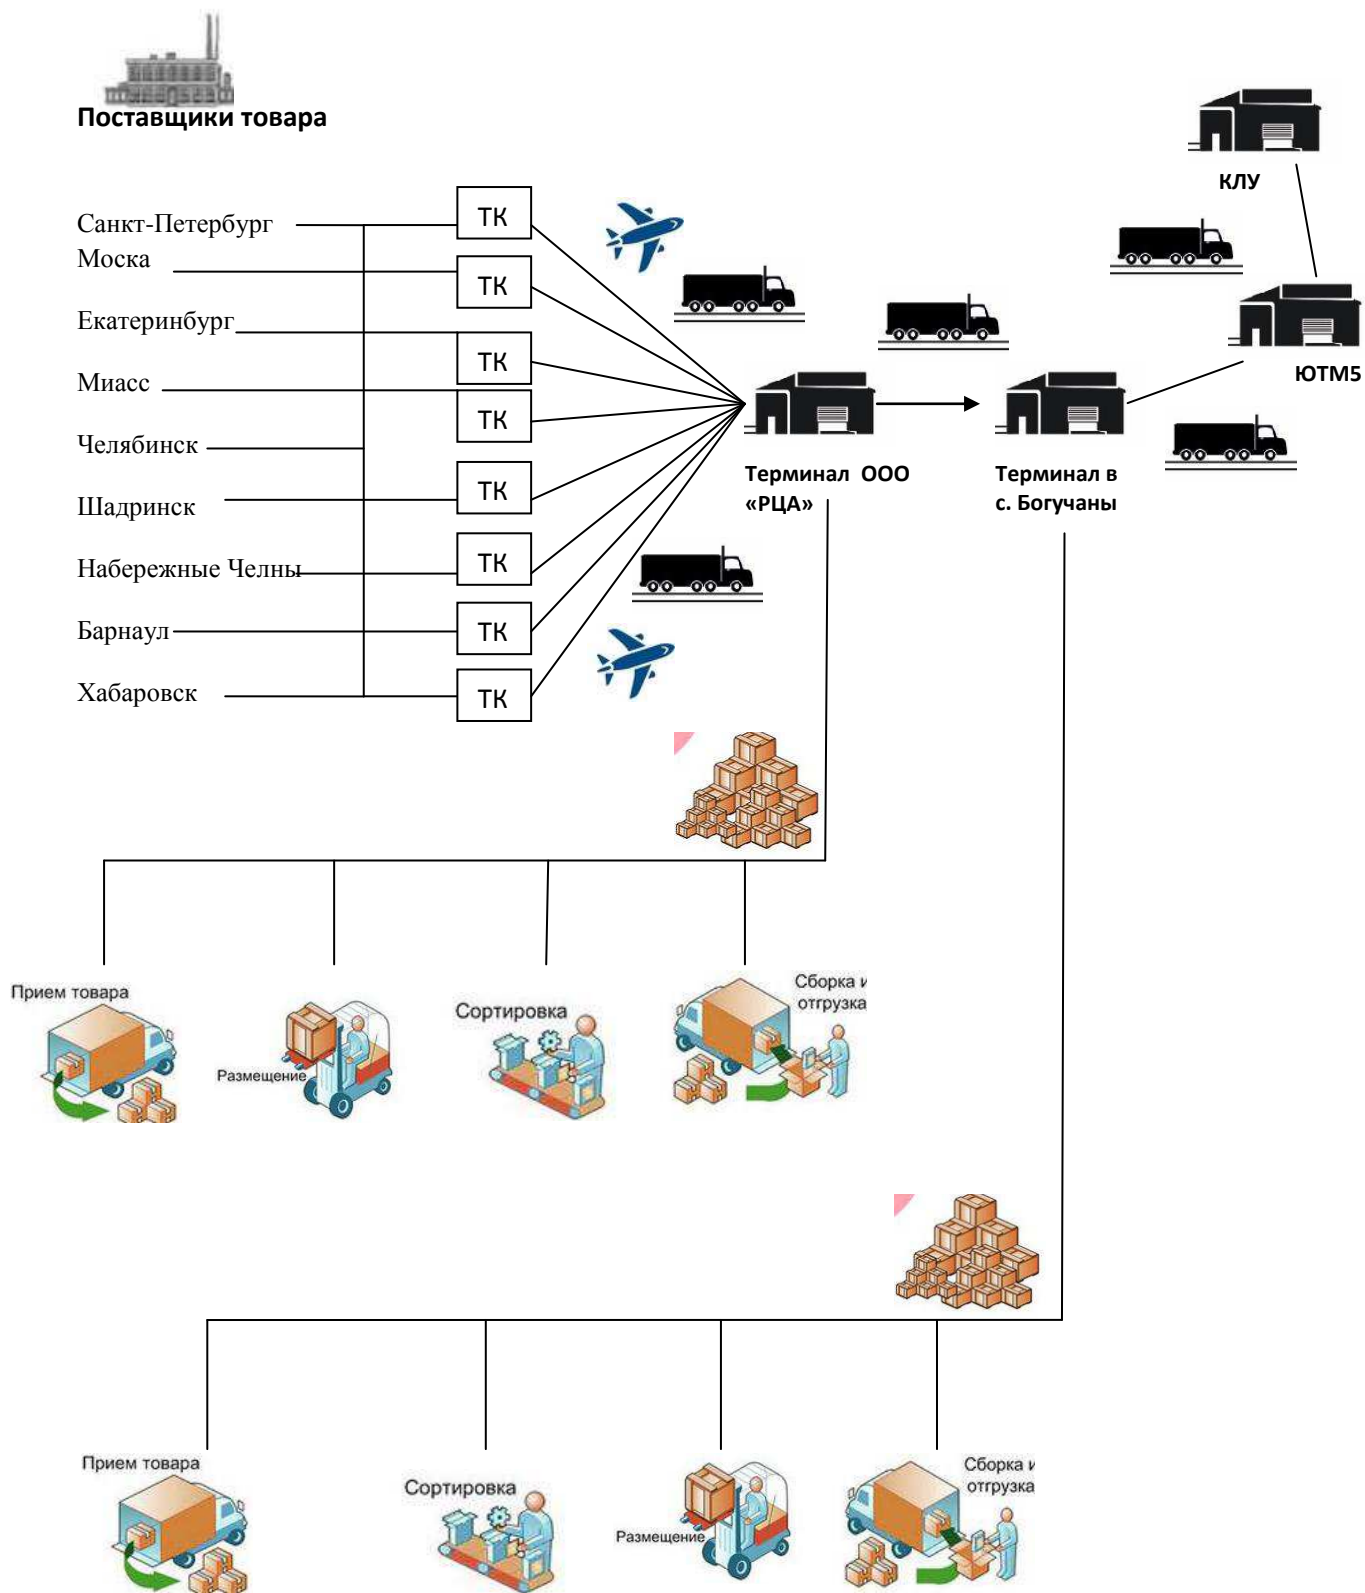 Поставщики товара
КЛУ
Санкт-Петербург
ТК
Моска
ТК
Екатеринбург
ТК
Миасс
ТК
ЮТМ5
Челябинск
Терминал ООО
«РЦА»
Терминал в
с. Богучаны
Шадринск
ТК
Набережные Челны
ТК
Барнаул
ТК
Хабаровск
ТК
Прием товара
Размещение
Сортировка
Сборка и
отгрузка
Прием товара
Сортировка
Размещение
Сборка и
отгрузка